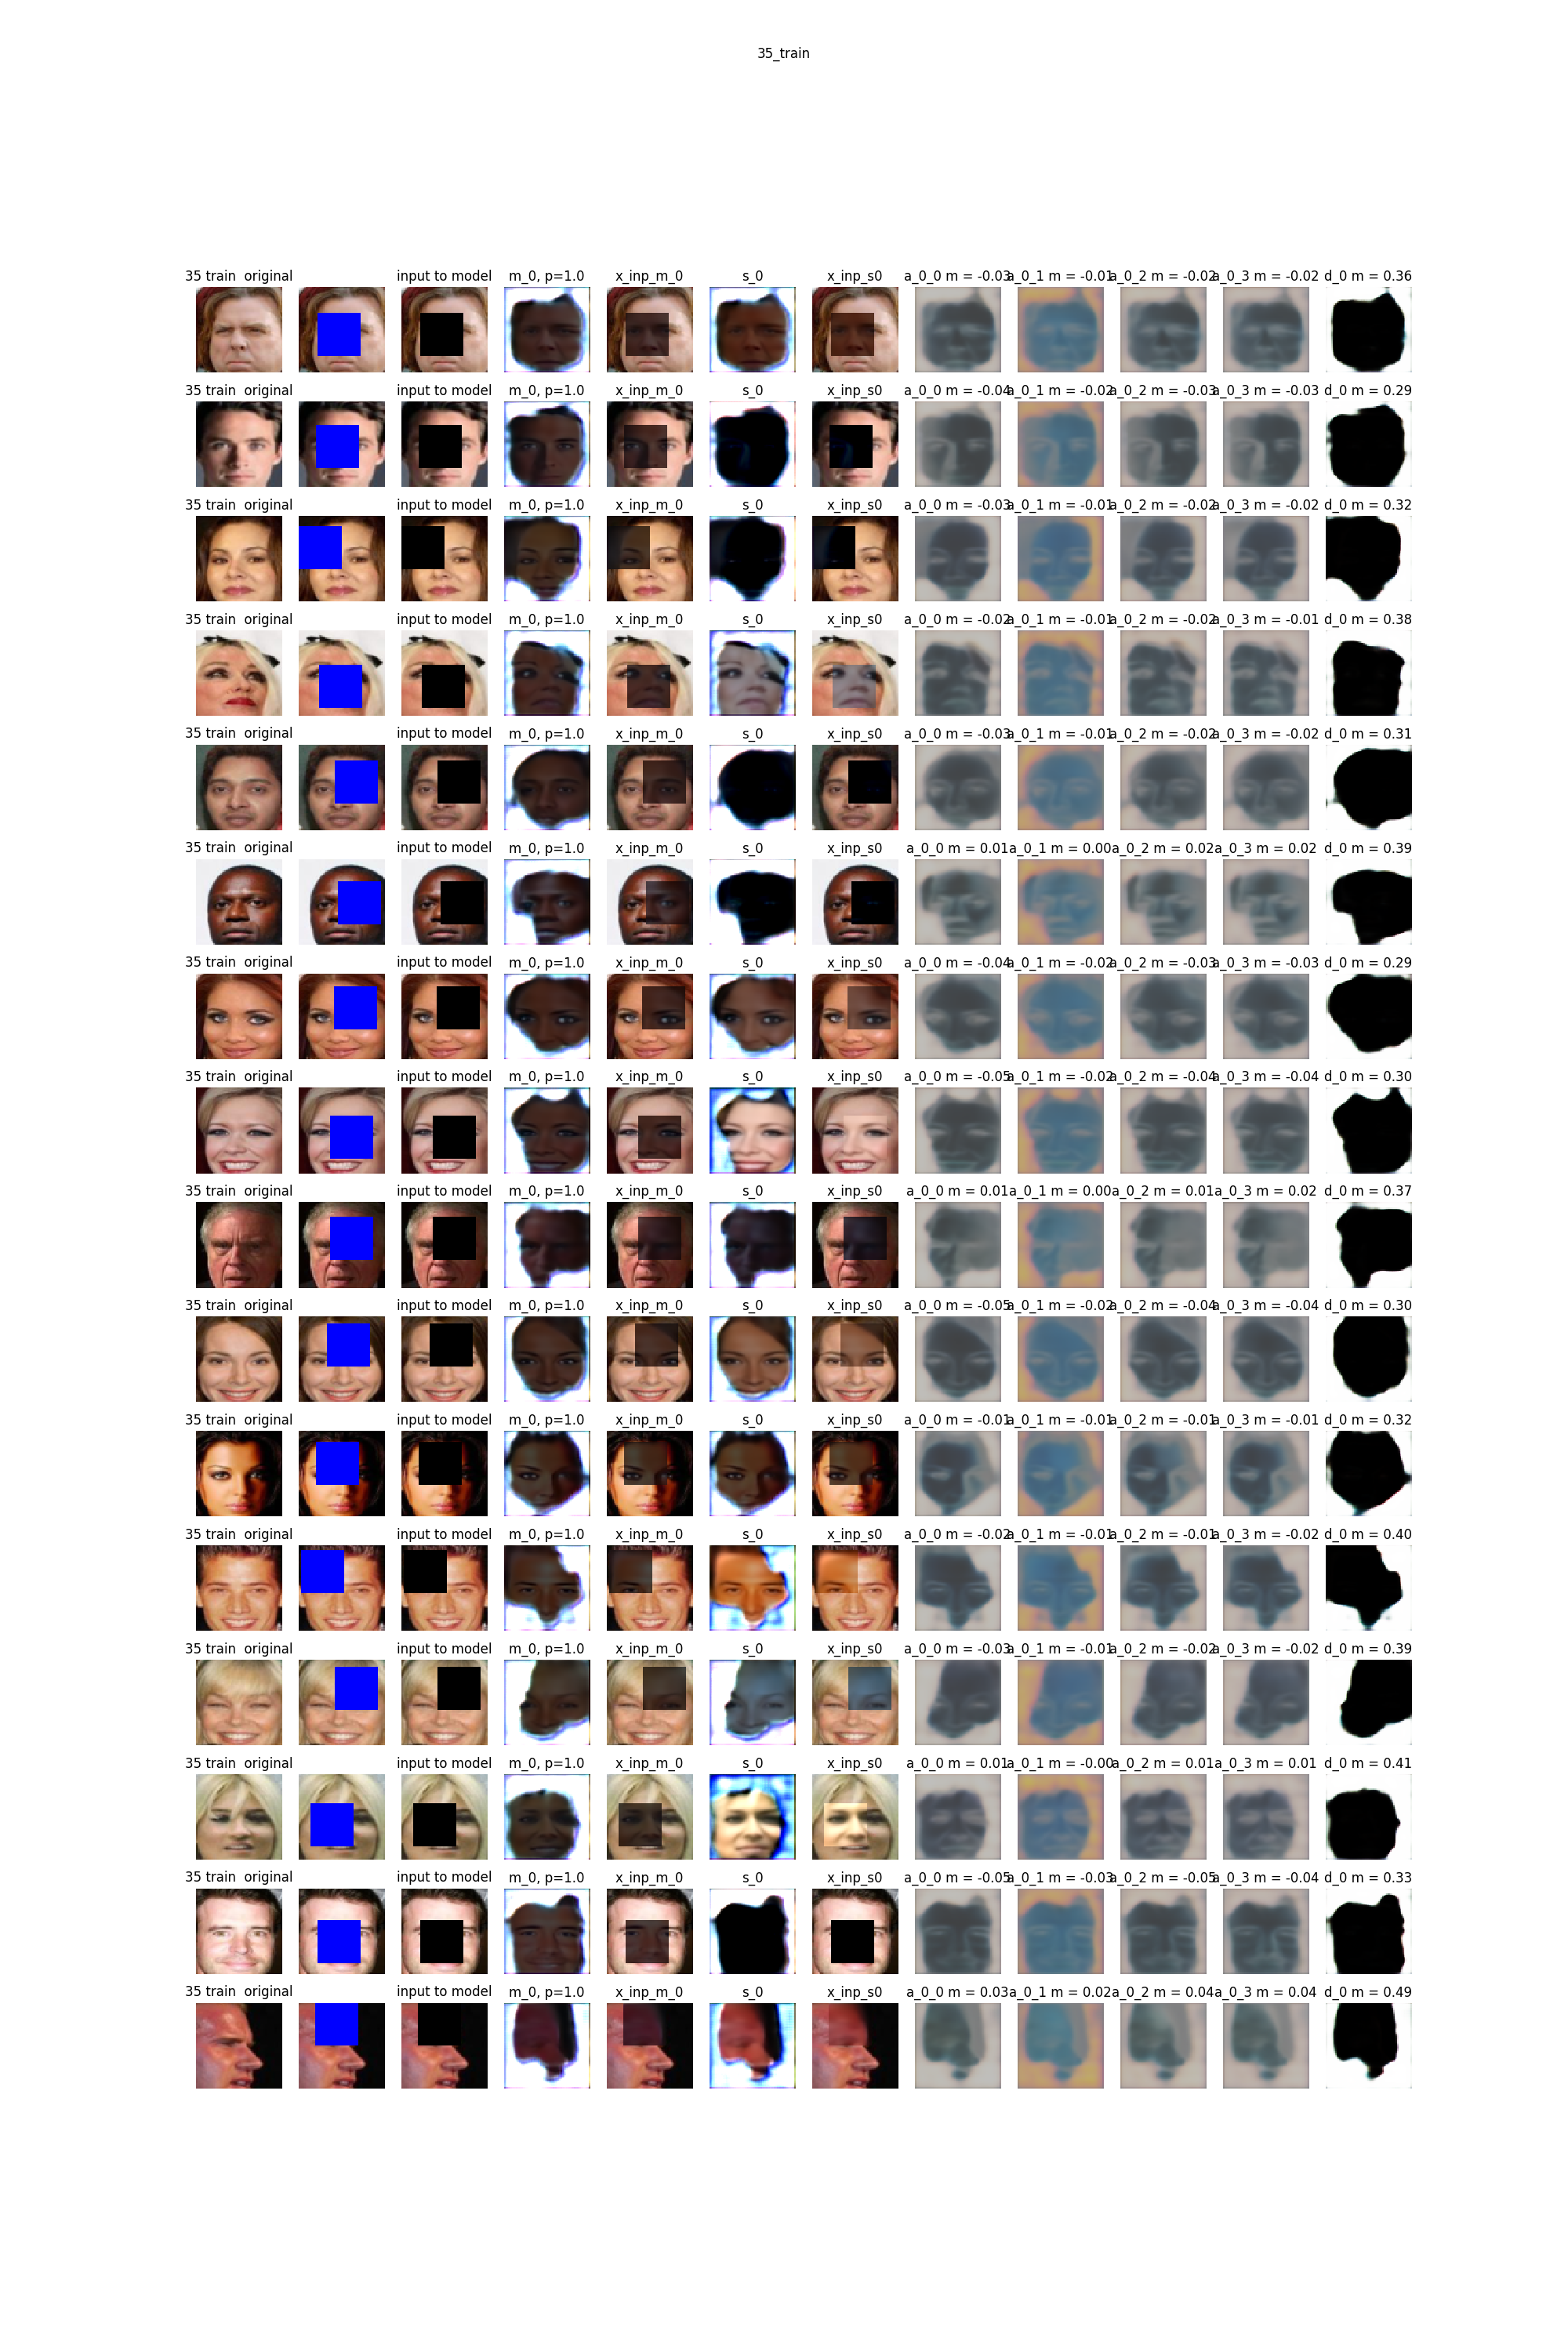 35_train
35 train  original input to model m_0, p=1.0 x_inp_m_0 s_0 x_inp_s0 a_0_0 m = -0.03 a_0_1 m = -0.01 a_0_2 m = -0.02 a_0_3 m = -0.02 d_0 m = 0.36
35 train  original input to model m_0, p=1.0 x_inp_m_0 s_0 x_inp_s0 a_0_0 m = -0.04 a_0_1 m = -0.02 a_0_2 m = -0.03 a_0_3 m = -0.03 d_0 m = 0.29
35 train  original input to model m_0, p=1.0 x_inp_m_0 s_0 x_inp_s0 a_0_0 m = -0.03 a_0_1 m = -0.01 a_0_2 m = -0.02 a_0_3 m = -0.02 d_0 m = 0.32
35 train  original input to model m_0, p=1.0 x_inp_m_0 s_0 x_inp_s0 a_0_0 m = -0.02 a_0_1 m = -0.01 a_0_2 m = -0.02 a_0_3 m = -0.01 d_0 m = 0.38
35 train  original input to model m_0, p=1.0 x_inp_m_0 s_0 x_inp_s0 a_0_0 m = -0.03 a_0_1 m = -0.01 a_0_2 m = -0.02 a_0_3 m = -0.02 d_0 m = 0.31
35 train  original input to model m_0, p=1.0 x_inp_m_0 s_0 x_inp_s0 a_0_0 m = 0.01 a_0_1 m = 0.00 a_0_2 m = 0.02 a_0_3 m = 0.02 d_0 m = 0.39
35 train  original input to model m_0, p=1.0 x_inp_m_0 s_0 x_inp_s0 a_0_0 m = -0.04 a_0_1 m = -0.02 a_0_2 m = -0.03 a_0_3 m = -0.03 d_0 m = 0.29
35 train  original input to model m_0, p=1.0 x_inp_m_0 s_0 x_inp_s0 a_0_0 m = -0.05 a_0_1 m = -0.02 a_0_2 m = -0.04 a_0_3 m = -0.04 d_0 m = 0.30
35 train  original input to model m_0, p=1.0 x_inp_m_0 s_0 x_inp_s0 a_0_0 m = 0.01 a_0_1 m = 0.00 a_0_2 m = 0.01 a_0_3 m = 0.02 d_0 m = 0.37
35 train  original input to model m_0, p=1.0 x_inp_m_0 s_0 x_inp_s0 a_0_0 m = -0.05 a_0_1 m = -0.02 a_0_2 m = -0.04 a_0_3 m = -0.04 d_0 m = 0.30
35 train  original input to model m_0, p=1.0 x_inp_m_0 s_0 x_inp_s0 a_0_0 m = -0.01 a_0_1 m = -0.01 a_0_2 m = -0.01 a_0_3 m = -0.01 d_0 m = 0.32
35 train  original input to model m_0, p=1.0 x_inp_m_0 s_0 x_inp_s0 a_0_0 m = -0.02 a_0_1 m = -0.01 a_0_2 m = -0.01 a_0_3 m = -0.02 d_0 m = 0.40
35 train  original input to model m_0, p=1.0 x_inp_m_0 s_0 x_inp_s0 a_0_0 m = -0.03 a_0_1 m = -0.01 a_0_2 m = -0.02 a_0_3 m = -0.02 d_0 m = 0.39
35 train  original input to model m_0, p=1.0 x_inp_m_0 s_0 x_inp_s0 a_0_0 m = 0.01 a_0_1 m = -0.00 a_0_2 m = 0.01 a_0_3 m = 0.01 d_0 m = 0.41
35 train  original input to model m_0, p=1.0 x_inp_m_0 s_0 x_inp_s0 a_0_0 m = -0.05 a_0_1 m = -0.03 a_0_2 m = -0.05 a_0_3 m = -0.04 d_0 m = 0.33
35 train  original input to model m_0, p=1.0 x_inp_m_0 s_0 x_inp_s0 a_0_0 m = 0.03 a_0_1 m = 0.02 a_0_2 m = 0.04 a_0_3 m = 0.04 d_0 m = 0.49